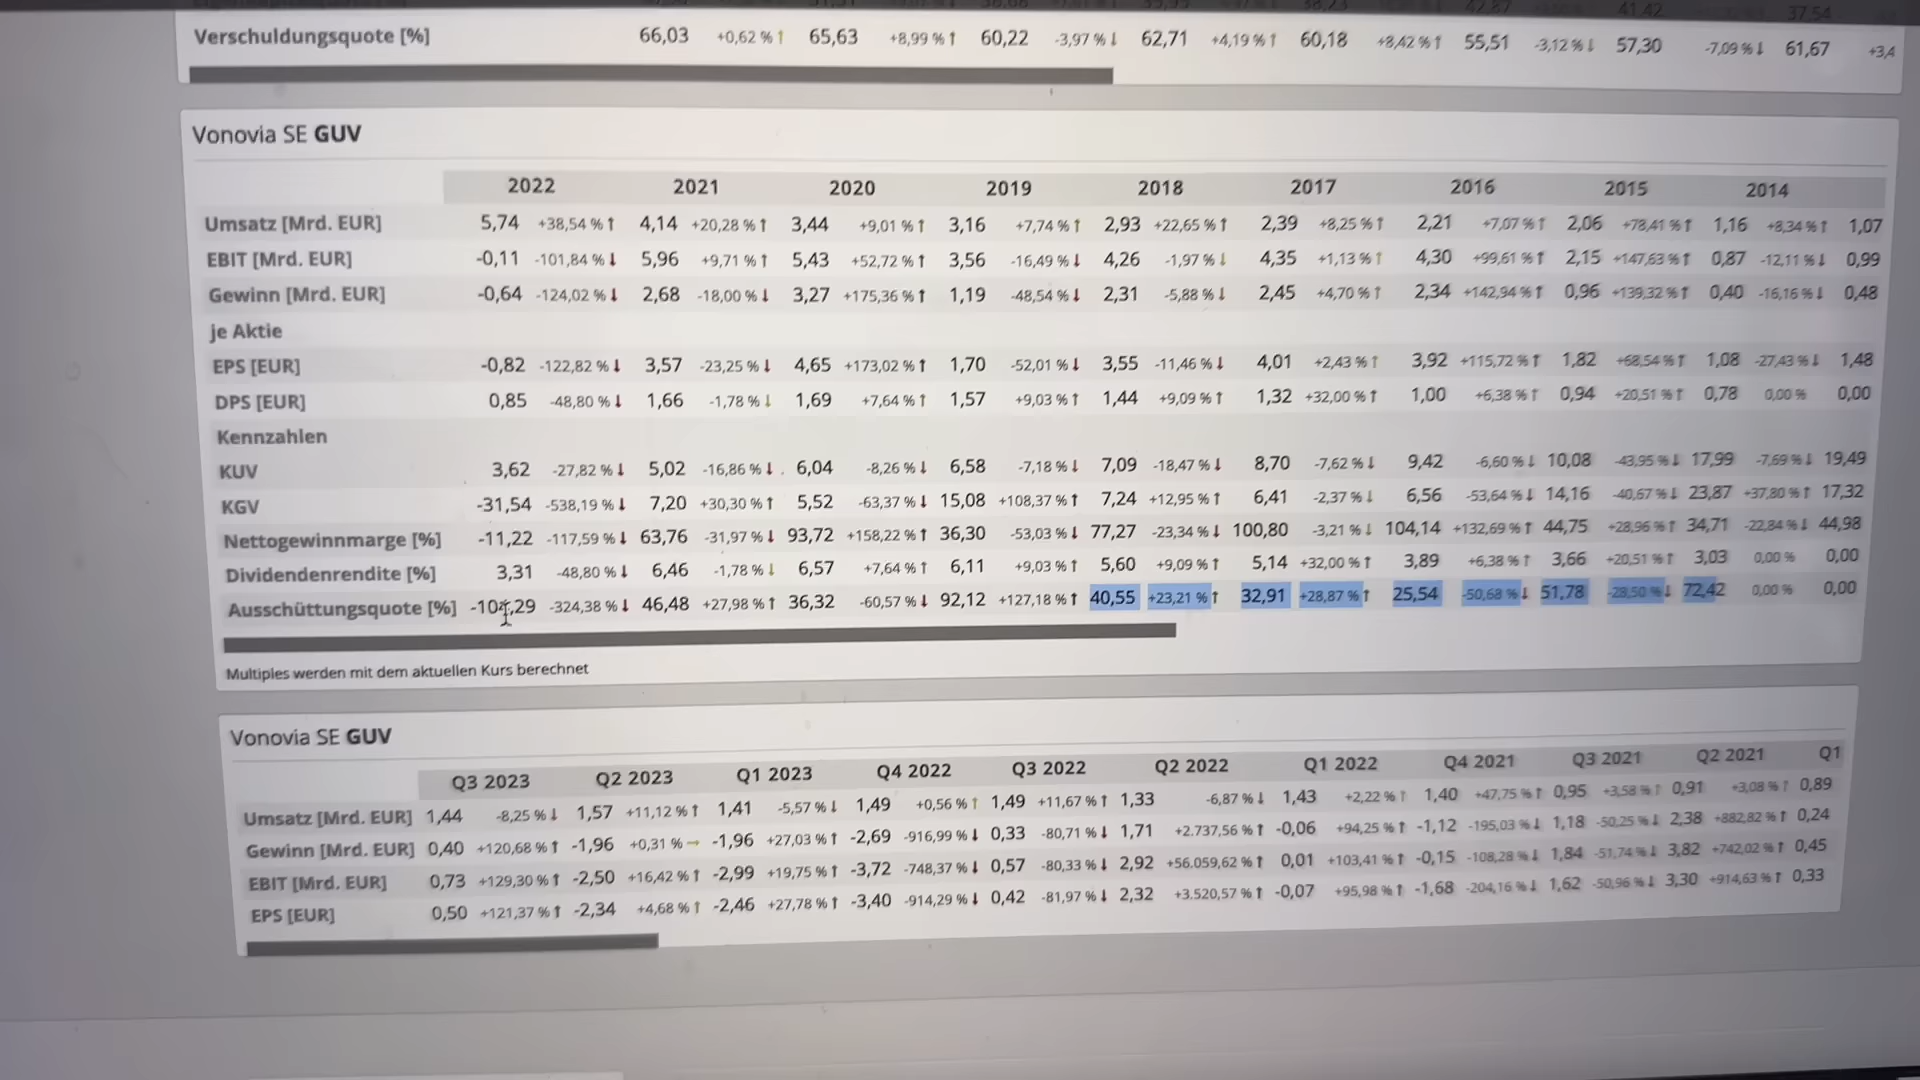 Verschuldungsquote [%] 66,03 +0,62 % ↑ 65,63 +8,99 % ↑ 60,22 -3,97 % ↓ 62,71 +4,19 % ↑ 60,18 +8,42 % ↑ 55,51 -3,12 % ↓ 57,30 -7,09 % ↓ 61,67 +3,4
Vonovia SE GUV
2022 2021 2020 2019 2018 2017 2016 2015 2014
Umsatz [Mrd. EUR] 5,74 +38,54 % ↑ 4,14 +20,28 % ↑ 3,44 +9,01 % ↑ 3,16 +7,74 % ↑ 2,93 +22,65 % ↑ 2,39 +8,25 % ↑ 2,21 +7,07 % ↑ 2,06 +78,41 % ↑ 1,16 +8,34 % ↑ 1,07
EBIT [Mrd. EUR] -0,11 -101,84 % ↓ 5,96 +9,71 % ↑ 5,43 +52,72 % ↑ 3,56 -16,49 % ↓ 4,26 -1,97 % ↓ 4,35 +1,13 % ↑ 4,30 +99,61 % ↑ 2,15 +147,63 % ↑ 0,87 -12,11 % ↓ 0,99
Gewinn [Mrd. EUR] -0,64 -124,02 % ↓ 2,68 -18,00 % ↓ 3,27 +175,36 % ↑ 1,19 -48,54 % ↓ 2,31 -5,88 % ↓ 2,45 +4,70 % ↑ 2,34 +142,94 % ↑ 0,96 +139,32 % ↑ 0,40 -16,16 % ↓ 0,48
je Aktie
EPS [EUR] -0,82 -122,82 % ↓ 3,57 -23,25 % ↓ 4,65 +173,02 % ↑ 1,70 -52,01 % ↓ 3,55 -11,46 % ↓ 4,01 +2,43 % ↑ 3,92 +115,72 % ↑ 1,82 +68,54 % ↑ 1,08 -27,43 % ↓ 1,48
DPS [EUR] 0,85 -48,80 % ↓ 1,66 -1,78 % ↓ 1,69 +7,64 % ↑ 1,57 +9,03 % ↑ 1,44 +9,09 % ↑ 1,32 +32,00 % ↑ 1,00 +6,38 % ↑ 0,94 +20,51 % ↑ 0,78 0,00 % 0,00
Kennzahlen
KUV 3,62 -27,82 % ↓ 5,02 -16,86 % ↓ 6,04 -8,26 % ↓ 6,58 -7,18 % ↓ 7,09 -18,47 % ↓ 8,70 -7,62 % ↓ 9,42 -6,60 % ↓ 10,08 -43,95 % ↓ 17,99 -7,69 % ↓ 19,49
KGV -31,54 -538,19 % ↓ 7,20 +30,30 % ↑ 5,52 -63,37 % ↓ 15,08 +108,37 % ↑ 7,24 +12,95 % ↑ 6,41 -2,37 % ↓ 6,56 -53,64 % ↓ 14,16 -40,67 % ↓ 23,87 +37,80 % ↑ 17,32
Nettogewinnmarge [%] -11,22 -117,59 % ↓ 63,76 -31,97 % ↓ 93,72 +158,22 % ↑ 36,30 -53,03 % ↓ 77,27 -23,34 % ↓ 100,80 -3,21 % ↓ 104,14 +132,69 % ↑ 44,75 +28,96 % ↑ 34,71 -22,84 % ↓ 44,98
Dividendenrendite [%] 3,31 -48,80 % ↓ 6,46 -1,78 % ↓ 6,57 +7,64 % ↑ 6,11 +9,03 % ↑ 5,60 +9,09 % ↑ 5,14 +32,00 % ↑ 3,89 +6,38 % ↑ 3,66 +20,51 % ↑ 3,03 0,00 % 0,00
Ausschüttungsquote [%] -324,38 % ↓ 46,48 +27,98 % ↑ 36,32 -60,57 % ↓ 92,12 +127,18 % ↑ 40,55 +23,21 % ↑ 32,91 +28,87 % ↑ 25,54 -50,68 % ↓ 51,78 -28,50 % ↓ 72,42 0,00 % 0,00
Multiples werden mit dem aktuellen Kurs berechnet
Vonovia SE GUV
Q3 2023 Q2 2023 Q1 2023 Q4 2022 Q3 2022 Q2 2022 Q1 2022 Q4 2021 Q3 2021 Q2 2021 Q1
Umsatz [Mrd. EUR] 1,44 -8,25 % ↓ 1,57 +11,12 % ↑ 1,41 -5,57 % ↓ 1,49 +0,56 % ↑ 1,49 +11,67 % ↑ 1,33 -6,87 % ↓ 1,43 +2,22 % ↑ 1,40 +47,75 % ↑ 0,95 +3,58 % ↑ 0,91 +3,08 % ↑ 0,89
Gewinn [Mrd. EUR] 0,40 +120,68 % ↑ -1,96 +0,31 % → -1,96 +27,03 % ↑ -2,69 -916,99 % ↓ 0,33 -80,71 % ↓ 1,71 +2.737,56 % ↑ -0,06 +94,25 % ↑ -1,12 -195,03 % ↓ 1,18 -50,25 % ↓ 2,38 +882,82 % ↑ 0,24
EBIT [Mrd. EUR] 0,73 +129,30 % ↑ -2,50 +16,42 % ↑ -2,99 +19,75 % ↑ -3,72 -748,37 % ↓ 0,57 -80,33 % ↓ 2,92 +56.059,62 % ↑ 0,01 +103,41 % ↑ -0,15 -108,28 % ↓ 1,84 -51,74 % ↓ 3,82 +742,02 % ↑ 0,45
EPS [EUR] 0,50 +121,37 % ↑ -2,34 +4,68 % ↑ -2,46 +27,78 % ↑ -3,40 -914,29 % ↓ 0,42 -81,97 % ↓ 2,32 +3.520,57 % ↑ -0,07 +95,98 % ↑ -1,68 -204,16 % ↓ 1,62 -50,96 % ↓ 3,30 +914,63 % ↑ 0,33